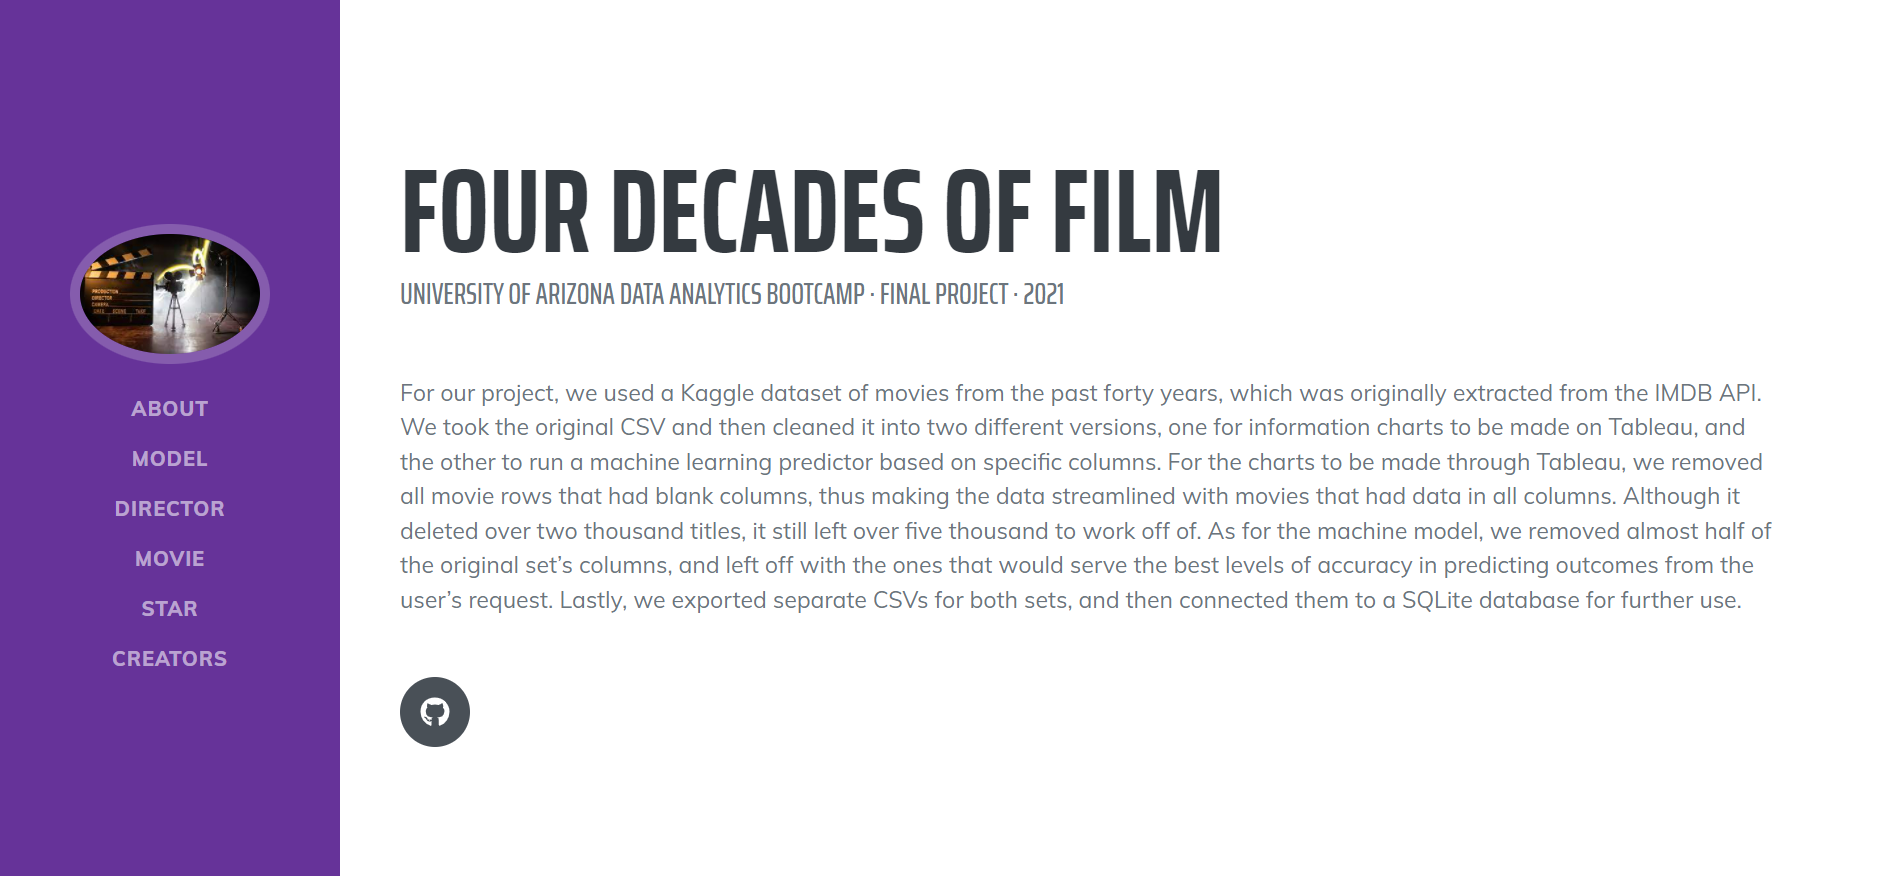 ABOUT
MODEL
DIRECTOR
MOVIE
STAR
CREATORS
FOUR DECADES OF FILM
UNIVERSITY OF ARIZONA DATA ANALYTICS BOOTCAMP · FINAL PROJECT · 2021
For our project, we used a Kaggle dataset of movies from the past forty years, which was originally extracted from the IMDB API.
We took the original CSV and then cleaned it into two different versions, one for information charts to be made on Tableau, and
the other to run a machine learning predictor based on specific columns. For the charts to be made through Tableau, we removed
all movie rows that had blank columns, thus making the data streamlined with movies that had data in all columns. Although it
deleted over two thousand titles, it still left over five thousand to work off of. As for the machine model, we removed almost half of
the original set’s columns, and left off with the ones that would serve the best levels of accuracy in predicting outcomes from the
user’s request. Lastly, we exported separate CSVs for both sets, and then connected them to a SQLite database for further use.